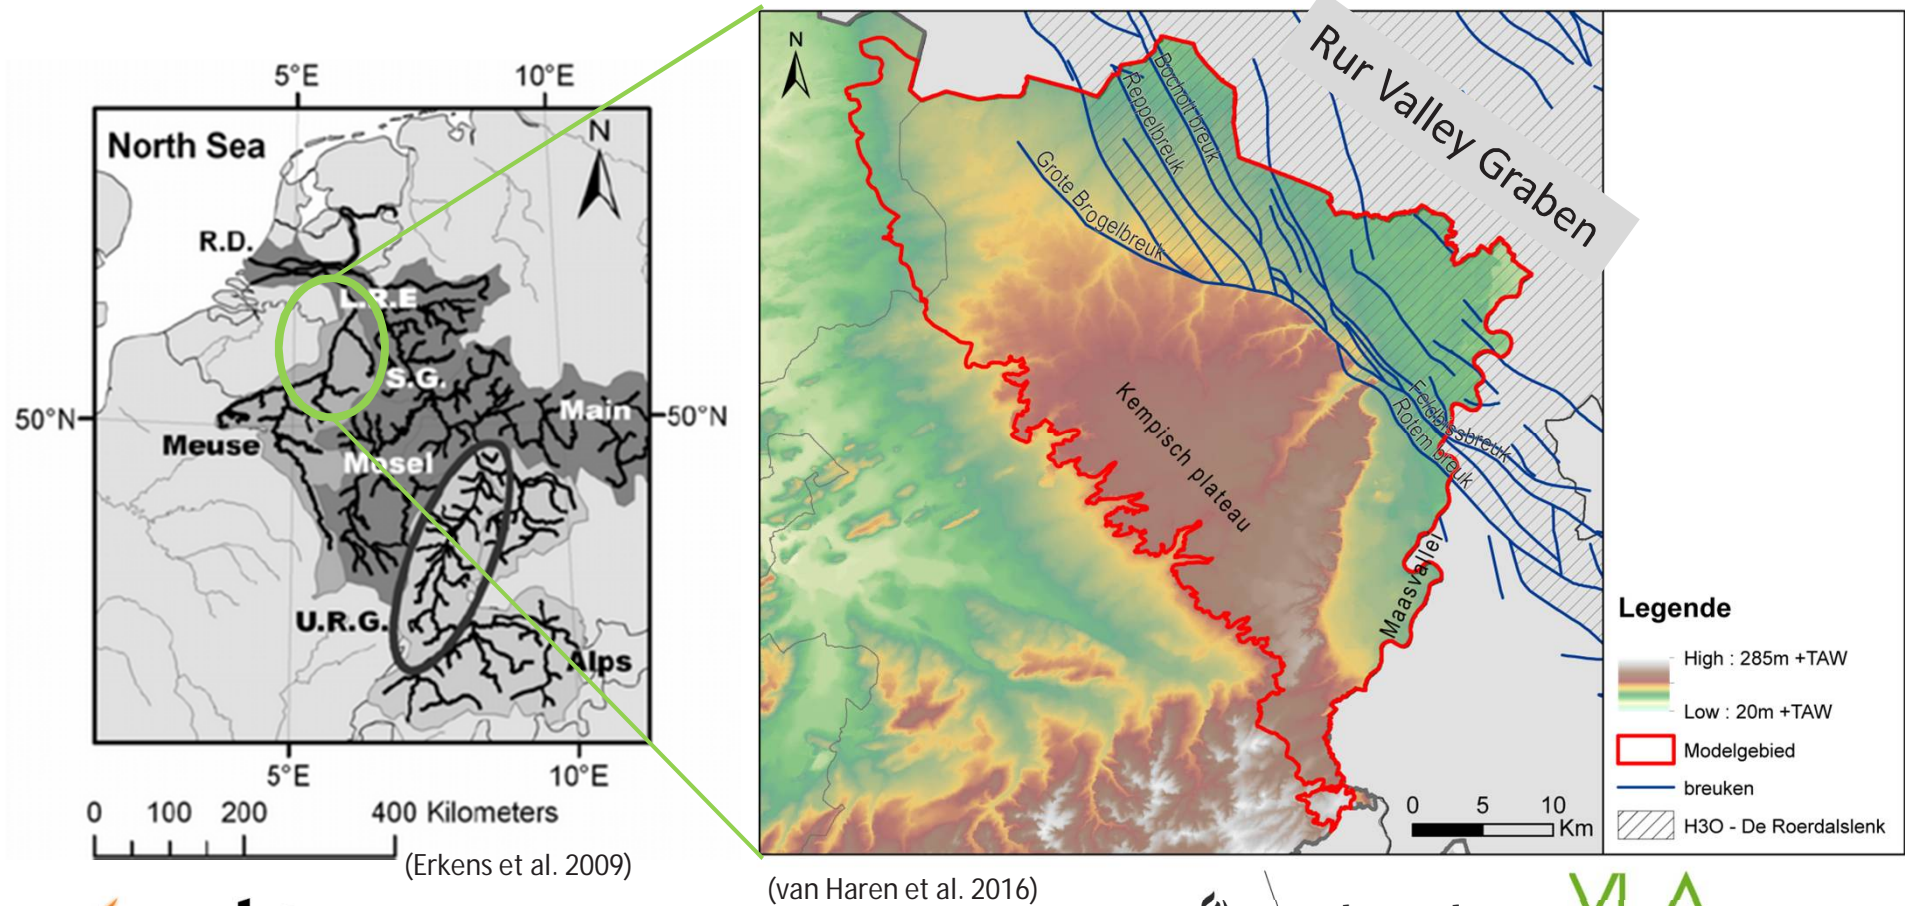 5°E
10°E
North Sea
N
R.D.
L.R.E
S.G.
50°N
Main
50°N
Meuse
Mosel
U.R.G.
Alps
5°E
10°E
0 100 200 400 Kilometers
(Erkens et al. 2009)
N
Rur Valley Graben
Bocholt breuk
Reppelbreuk
Grote Brogelbreuk
Kempisch plateau
Feldbissbreuk
Rotem breuk
Maasvallei
0 5 10
Km
Legende
High : 285m +TAW
Low : 20m +TAW
Modelgebied
breuken
H3O - De Roerdalslenk
(van Haren et al. 2016)